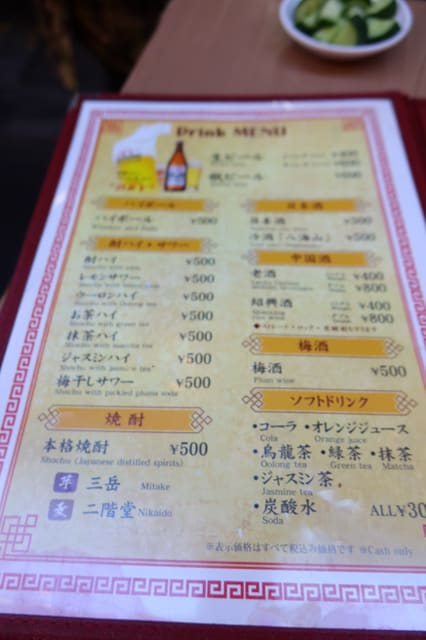 Drink MENU
生ビール
瓶ビール
ハイボール
ハイボール ¥500
Whiskey and Soda
酎ハイ・サワー
酎ハイ ¥500
レモンサワー ¥500
ウーロンハイ ¥500
Shochu with oolong tea
お茶ハイ ¥500
Shochu with green tea
抹茶ハイ ¥500
Shochu with matcha tea
ジャスミンハイ ¥500
Shochu with jasmine tea
梅干しサワー ¥500
Shochu with pickled plums soda
焼酎
本格焼酎 ¥500
Shochu (Japanese distilled spirits)
芋 三岳 Mitake
麦 二階堂 Nikaido
日本酒
日本酒 ¥500
冷酒「八海山」 ¥500
中国酒
老酒 ¥400
¥800
紹興酒 ¥400
¥800
梅酒
梅酒 ¥500
Plum wine
ソフトドリンク
・コーラ ・オレンジジュース
Cola Orange juice
・烏龍茶 ・緑茶 ・抹茶
Oolong tea Green tea Matcha
・ジャスミン茶
Jasmine tea
・炭酸水 ALL¥30
Soda
※表示価格はすべて税込み価格です ※Cash only